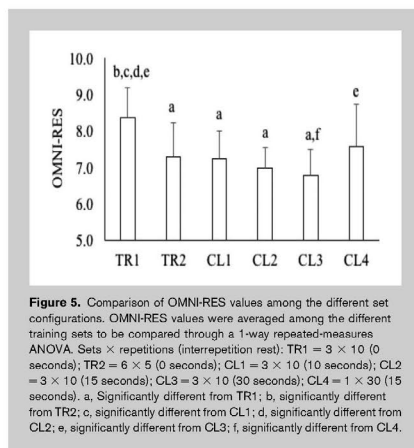 10.0
9.0
8.0
7.0
6.0
5.0
OMNI-RES
b,c,d,e
a
a
a
a,f
e
TR1 TR2 CL1 CL2 CL3 CL4
Figure 5. Comparison of OMNI-RES values among the different set
configurations. OMNI-RES values were averaged among the different
training sets to be compared through a 1-way repeated-measures
ANOVA. Sets × repetitions (interrepetition rest): TR1 = 3 × 10 (0
seconds); TR2 = 6 × 5 (0 seconds); CL1 = 3 × 10 (10 seconds); CL2
= 3 × 10 (15 seconds); CL3 = 3 × 10 (30 seconds); CL4 = 1 × 30 (15
seconds). a, Significantly different from TR1; b, significantly different
from TR2; c, significantly different from CL1; d, significantly different from
CL2; e, significantly different from CL3; f, significantly different from CL4.